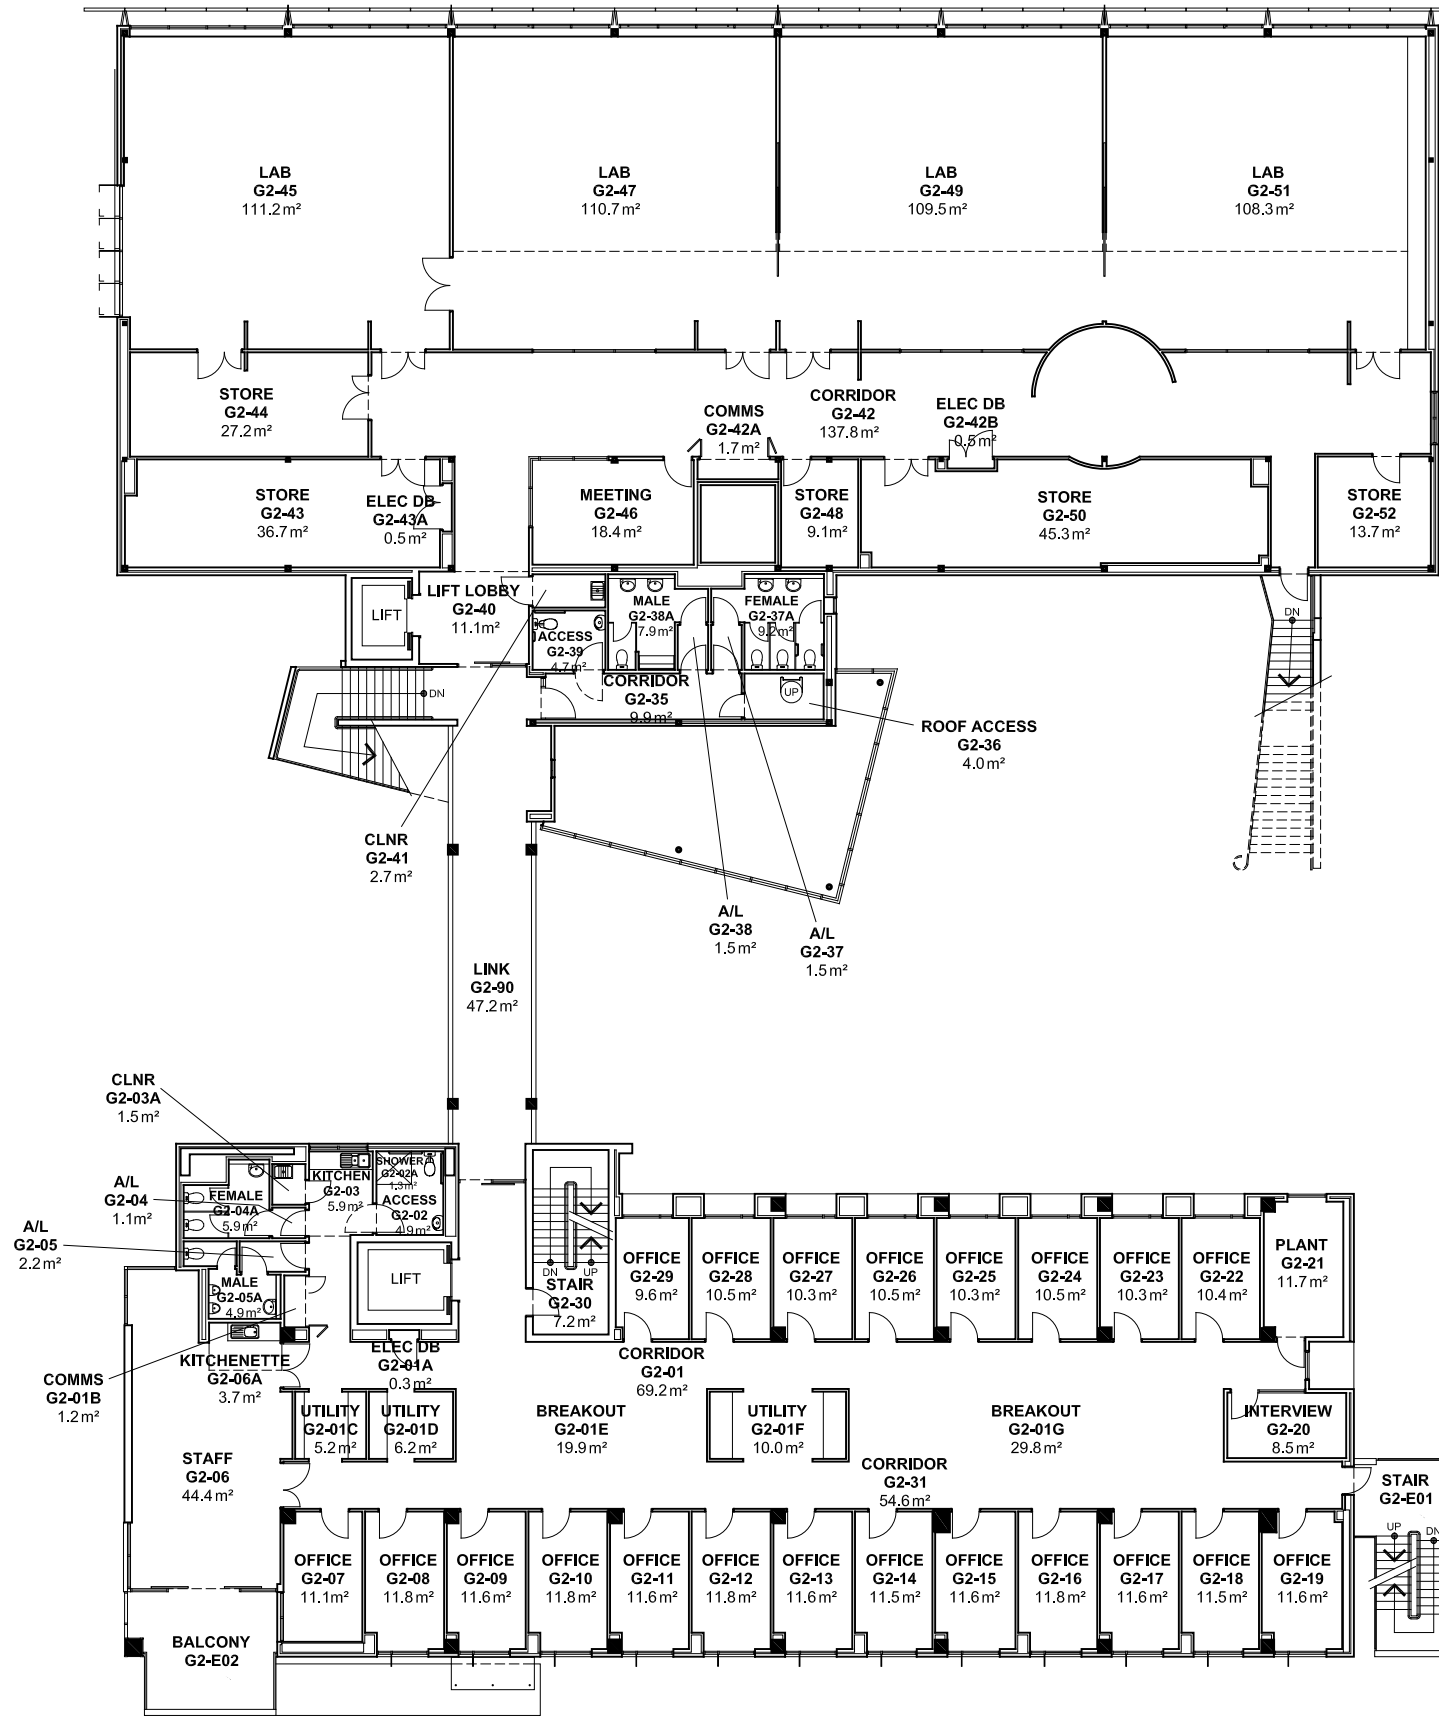 LAB
G2-45
111.2 m²
LAB
G2-47
110.7 m²
LAB
G2-49
109.5 m²
LAB
G2-51
108.3 m²
STORE
G2-44
27.2 m²
COMMS
G2-42A
1.7 m²
CORRIDOR
G2-42
137.8 m²
ELEC DB
G2-42B
0.5 m²
STORE
G2-43
36.7 m²
ELEC DB
G2-43A
0.5 m²
MEETING
G2-46
18.4 m²
STORE
G2-48
9.1 m²
STORE
G2-50
45.3 m²
STORE
G2-52
13.7 m²
LIFT
LIFT LOBBY
G2-40
11.1 m²
ACCESS
G2-39
4.7 m²
MALE
G2-38A
7.9 m²
FEMALE
G2-37A
9.2 m²
DN
DN
CORRIDOR
G2-35
9.9 m²
UP
ROOF ACCESS
G2-36
4.0 m²
CLNR
G2-41
2.7 m²
A/L
G2-38
1.5 m²
A/L
G2-37
1.5 m²
LINK
G2-90
47.2 m²
CLNR
G2-03A
1.5 m²
A/L
G2-04
1.1 m²
A/L
G2-05
2.2 m²
FEMALE
G2-04A
5.9 m²
KITCHEN
G2-03
5.9 m²
SHOWER
G2-02A
1.3 m²
ACCESS
G2-02
4.9 m²
MALE
G2-05A
4.9 m²
LIFT
DN
UP
STAIR
G2-30
7.2 m²
OFFICE
G2-29
9.6 m²
OFFICE
G2-28
10.5 m²
OFFICE
G2-27
10.3 m²
OFFICE
G2-26
10.5 m²
OFFICE
G2-25
10.3 m²
OFFICE
G2-24
10.5 m²
OFFICE
G2-23
10.3 m²
OFFICE
G2-22
10.4 m²
PLANT
G2-21
11.7 m²
KITCHENETTE
G2-06A
3.7 m²
ELEC DB
G2-01A
0.3 m²
CORRIDOR
G2-01
69.2 m²
COMMS
G2-01B
1.2 m²
UTILITY
G2-01C
5.2 m²
UTILITY
G2-01D
6.2 m²
BREAKOUT
G2-01E
19.9 m²
UTILITY
G2-01F
10.0 m²
BREAKOUT
G2-01G
29.8 m²
INTERVIEW
G2-20
8.5 m²
STAFF
G2-06
44.4 m²
CORRIDOR
G2-31
54.6 m²
STAIR
G2-E01
UP
DN
OFFICE
G2-07
11.1 m²
OFFICE
G2-08
11.8 m²
OFFICE
G2-09
11.6 m²
OFFICE
G2-10
11.8 m²
OFFICE
G2-11
11.6 m²
OFFICE
G2-12
11.8 m²
OFFICE
G2-13
11.6 m²
OFFICE
G2-14
11.5 m²
OFFICE
G2-15
11.6 m²
OFFICE
G2-16
11.8 m²
OFFICE
G2-17
11.6 m²
OFFICE
G2-18
11.5 m²
OFFICE
G2-19
11.6 m²
BALCONY
G2-E02